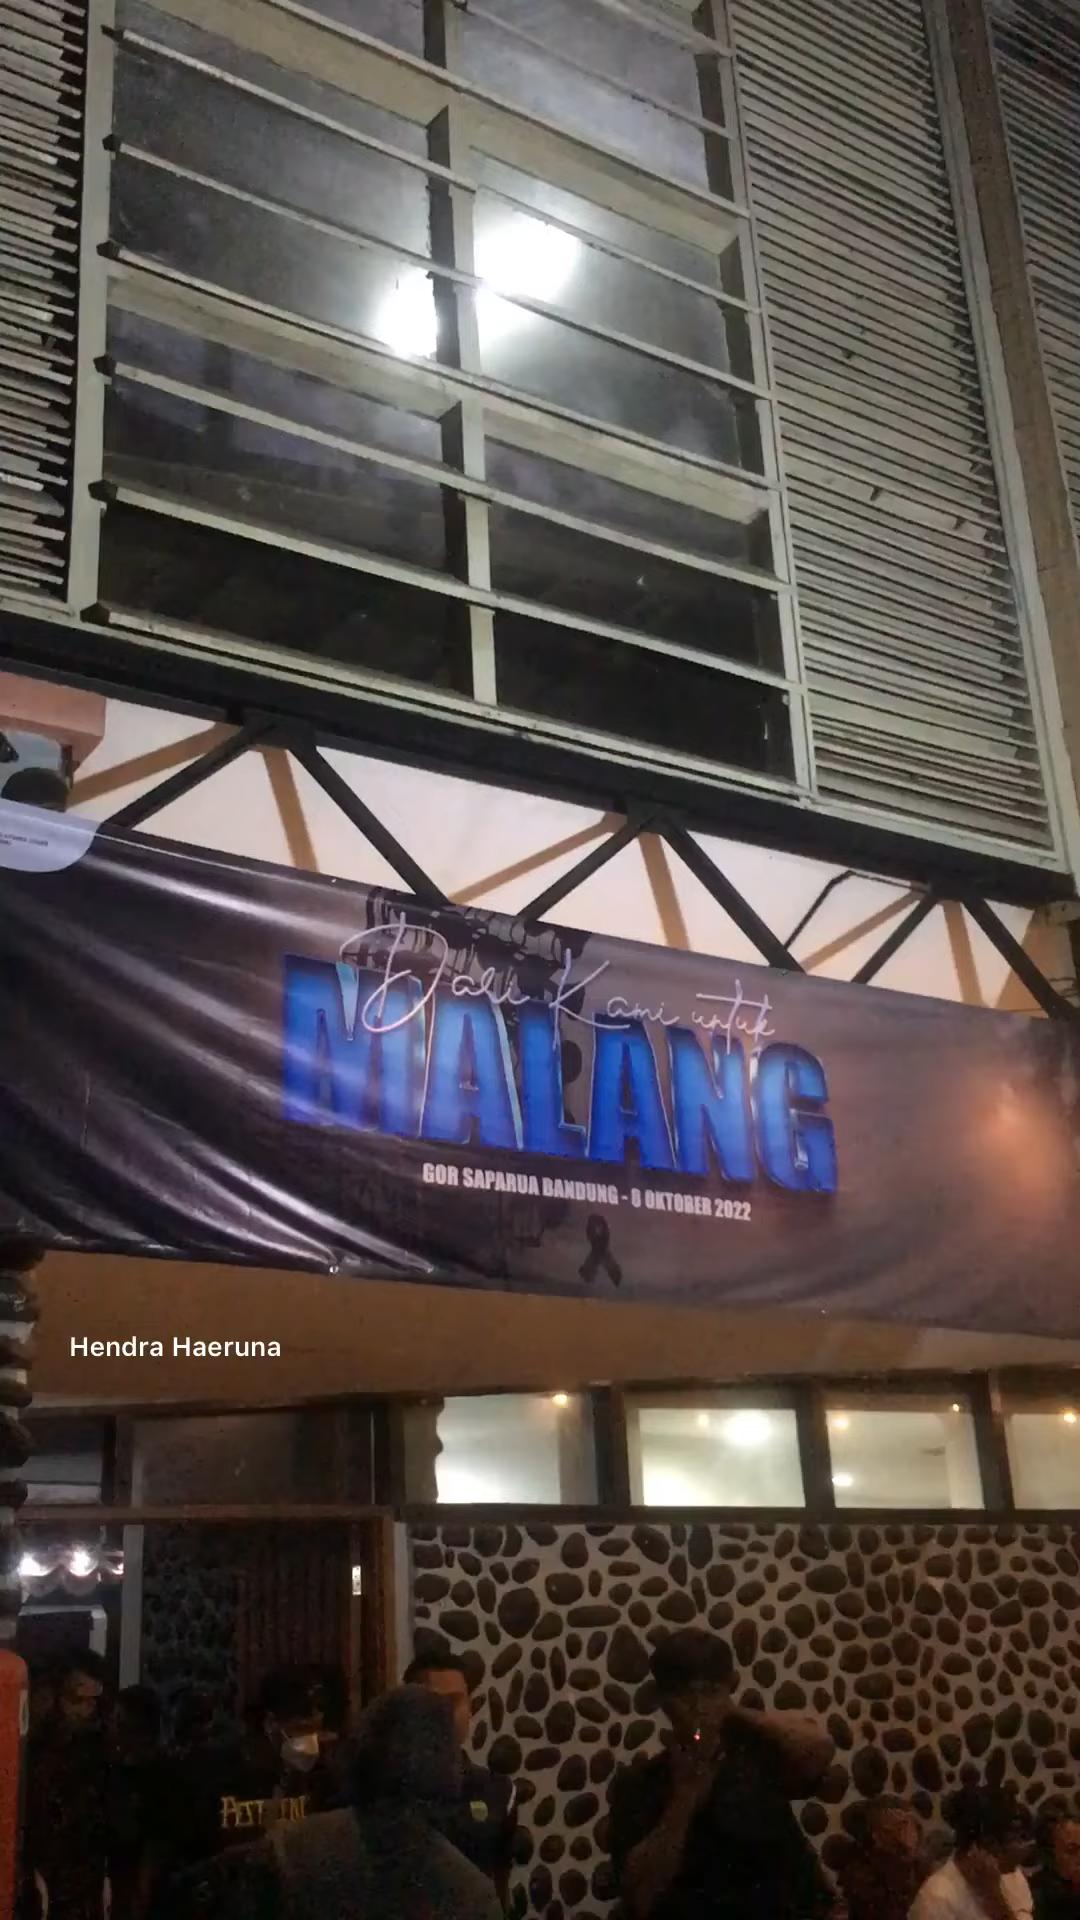 Dari Kami untuk
MALANG
GOR SAPARUA BANDUNG - 8 OKTOBER 2022
Hendra Haeruna